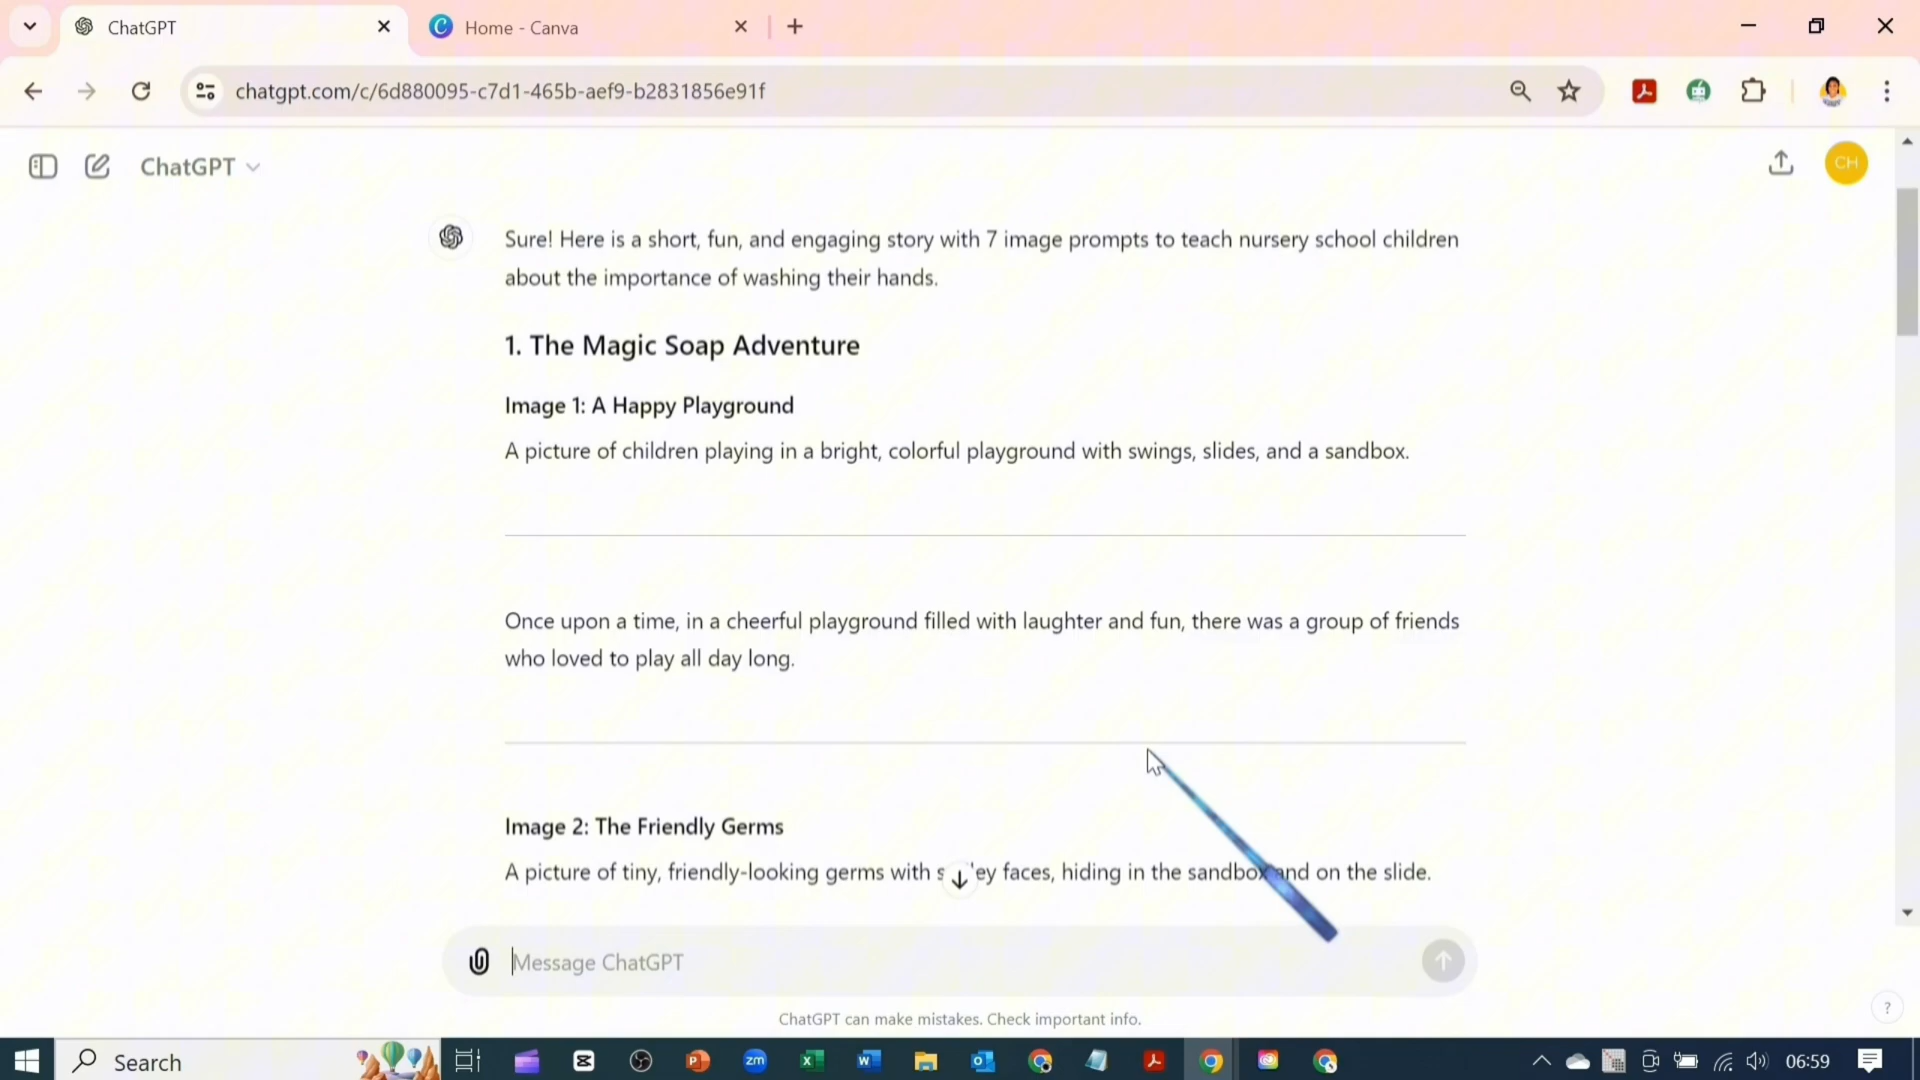 ChatGPT
Home - Canva
chatgpt.com/c/6d880095-c7d1-465b-aef9-b2831856e91f
ChatGPT
CH
Sure! Here is a short, fun, and engaging story with 7 image prompts to teach nursery school children
about the importance of washing their hands.
1. The Magic Soap Adventure
Image 1: A Happy Playground
A picture of children playing in a bright, colorful playground with swings, slides, and a sandbox.
Once upon a time, in a cheerful playground filled with laughter and fun, there was a group of friends
who loved to play all day long.
Image 2: The Friendly Germs
A picture of tiny, friendly-looking germs with faces, hiding in the sandbox and on the slide.
Message ChatGPT
ChatGPT can make mistakes. Check important info.
?
Search
zm
06:59